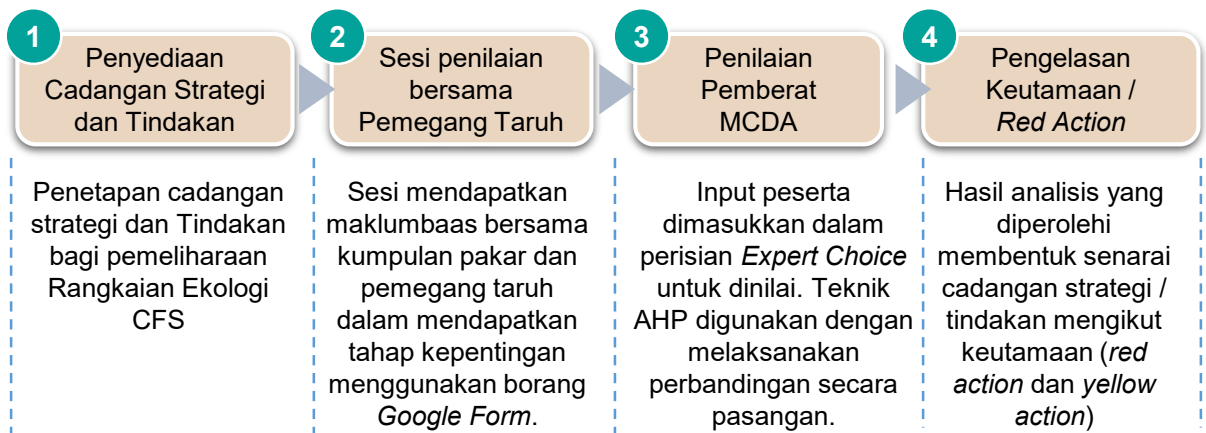 1
Penyediaan
Cadangan Strategi
dan Tindakan
2
Sesi penilaian
bersama
Pemegang Taruh
3
Penilaian
Pemberat
MCDA
4
Pengelasan
Keutamaan /
Red Action
Penetapan cadangan
strategi dan Tindakan
bagi pemeliharaan
Rangkaian Ekologi
CFS
Sesi mendapatkan
maklumbaas bersama
kumpulan pakar dan
pemegang taruh
dalam mendapatkan
tahap kepentingan
menggunakan borang
Google Form.
Input peserta
dimasukkan dalam
perisian Expert Choice
untuk dinilai. Teknik
AHP digunakan dengan
melaksanakan
perbandingan secara
pasangan.
Hasil analisis yang
diperolehi
membentuk senarai
cadangan strategi /
tindakan mengikut
keutamaan (red
action dan yellow
action)